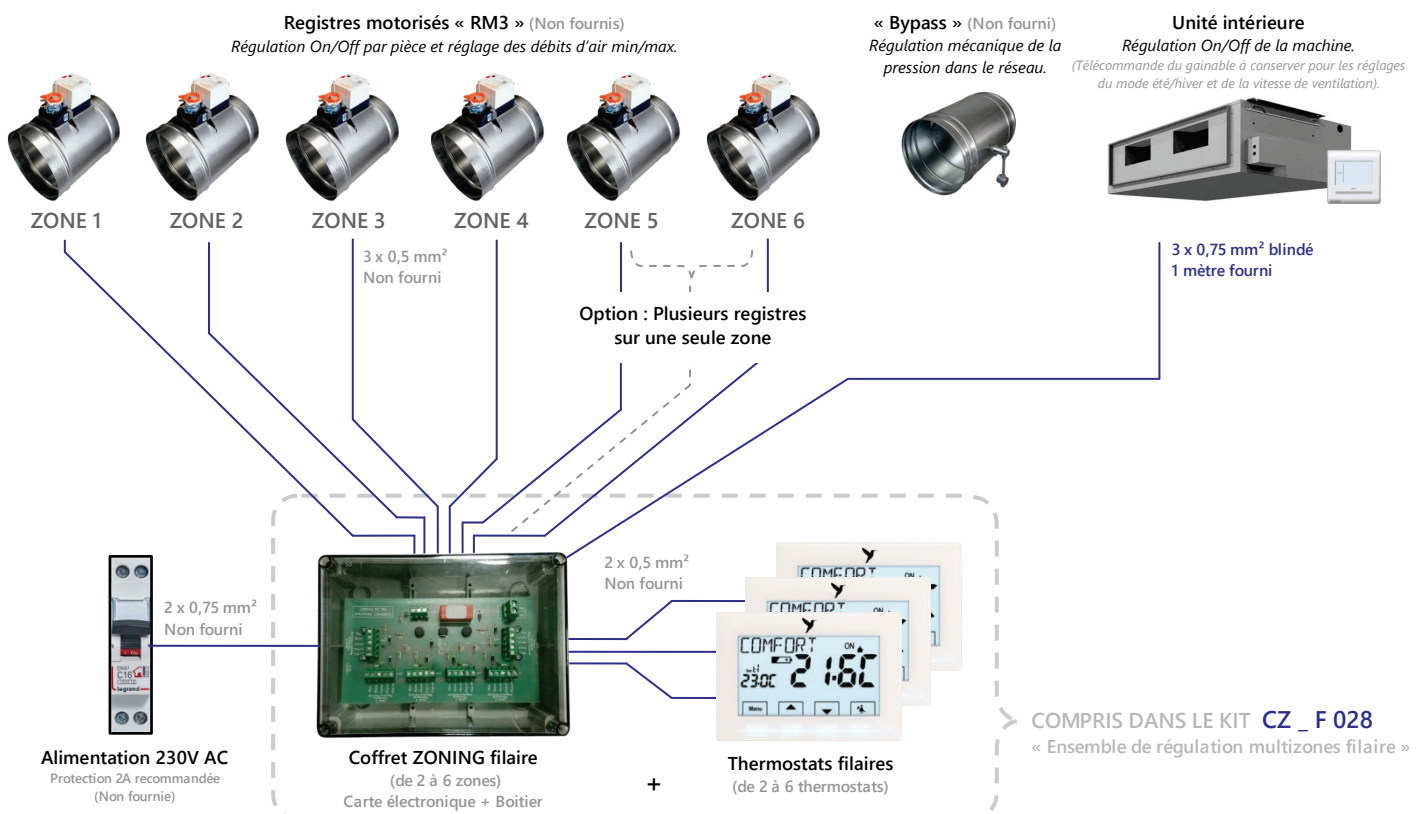 Registres motorisés « RM3 » (Non fournis)
Régulation On/Off par pièce et réglage des débits d'air min/max.
« Bypass » (Non fourni)
Régulation mécanique de la
pression dans le réseau.
Unité intérieure
Régulation On/Off de la machine.
(Télécommande du gainable à conserver pour les réglages
du mode été/hiver et de la vitesse de ventilation).
ZONE 1
ZONE 2
ZONE 3
ZONE 4
ZONE 5
ZONE 6
3 x 0,5 mm²
Non fourni
3 x 0,75 mm² blindé
1 mètre fourni
Option : Plusieurs registres
sur une seule zone
2 x 0,75 mm²
Non fourni
2 x 0,5 mm²
Non fourni
COMFORT ON
COMFORT ON
COMFORT ON
21.6C
Menu
On
C16
legrand
Alimentation 230V AC
Protection 2A recommandée
(Non fournie)
Coffret ZONING filaire
(de 2 à 6 zones)
Carte électronique + Boitier
+
Thermostats filaires
(de 2 à 6 thermostats)
COMPRIS DANS LE KIT CZ _ F 028
« Ensemble de régulation multizones filaire »